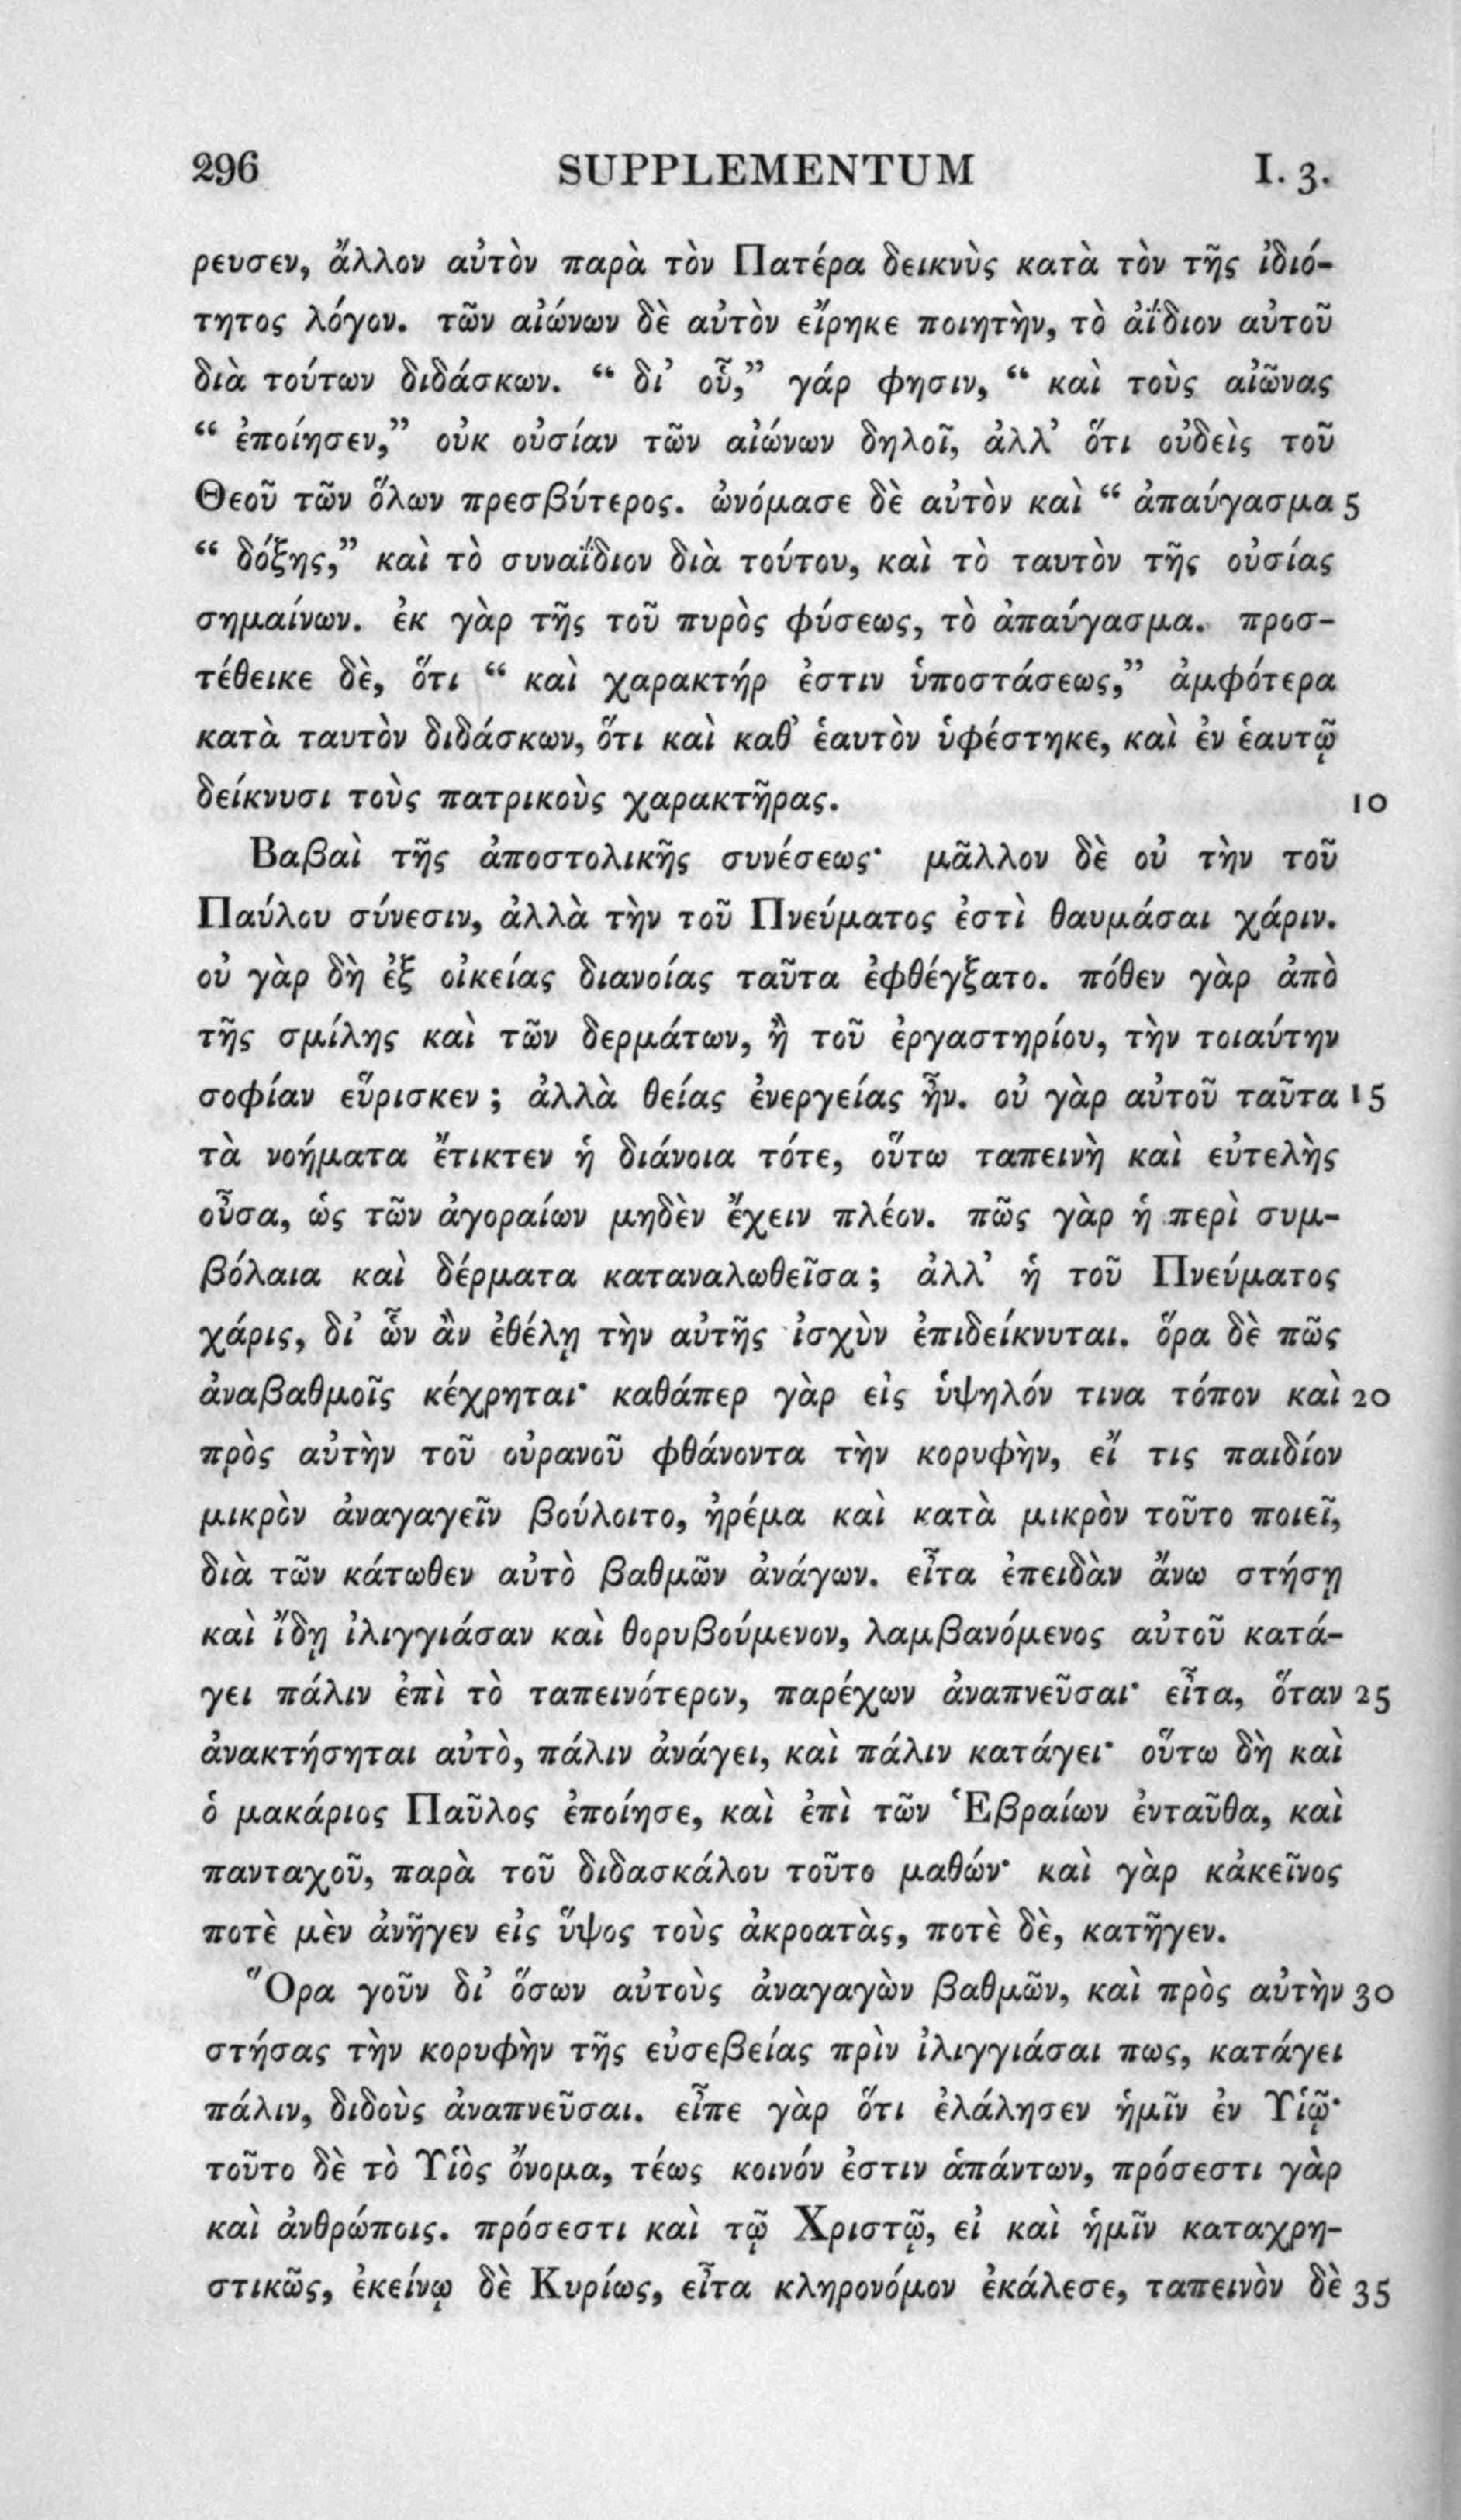 296 SUPPLEMENTUM I. 3.
ρευσεν, ἄλλον αὐτὸν παρὰ τὸν Πατέρα δεικνὺς κατὰ τὸν τῆς ἰδιό-
τητος λόγον. τῶν αἰώνων δὲ αὐτὸν εἴρηκε ποιητὴν, τὸ ἀΐδιον αὐτοῦ
διὰ τούτων διδάσκων. “ δι’ οὗ,” γάρ φησιν, “ καὶ τοὺς αἰῶνας
“ ἐποίησεν,” οὐκ οὐσίαν τῶν αἰώνων δηλοῖ, ἀλλ’ ὅτι οὐδεὶς τοῦ
Θεοῦ τῶν ὅλων πρεσβύτερος. ὠνόμασε δὲ αὐτὸν καὶ “ ἀπαύγασμα 5
“ δόξης,” καὶ τὸ συναΐδιον διὰ τούτου, καὶ τὸ ταυτὸν τῆς οὐσίας
σημαίνων. ἐκ γὰρ τῆς τοῦ πυρὸς φύσεως, τὸ ἀπαύγασμα. προσ-
τέθεικε δὲ, ὅτι “ καὶ χαρακτήρ ἐστιν ὑποστάσεως,” ἀμφότερα
κατὰ ταυτὸν διδάσκων, ὅτι καὶ καθ’ ἑαυτὸν ὑφέστηκε, καὶ ἐν ἑαυτῷ
δείκνυσι τοὺς πατρικοὺς χαρακτῆρας. 10
Βαβαὶ τῆς ἀποστολικῆς συνέσεως· μᾶλλον δὲ οὐ τὴν τοῦ
Παύλου σύνεσιν, ἀλλὰ τὴν τοῦ Πνεύματος ἐστὶ θαυμάσαι χάριν.
οὐ γὰρ δὴ ἐξ οἰκείας διανοίας ταῦτα ἐφθέγξατο. πόθεν γὰρ ἀπὸ
τῆς σμίλης καὶ τῶν δερμάτων, ἢ τοῦ ἐργαστηρίου, τὴν τοιαύτην
σοφίαν εὕρισκεν ; ἀλλὰ θείας ἐνεργείας ἦν. οὐ γὰρ αὐτοῦ ταῦτα 15
τὰ νοήματα ἔτικτεν ἡ διάνοια τότε, οὕτω ταπεινὴ καὶ εὐτελὴς
οὖσα, ὡς τῶν ἀγοραίων μηδὲν ἔχειν πλέον. πῶς γὰρ ἡ περὶ συμ-
βόλαια καὶ δέρματα καταναλωθεῖσα ; ἀλλ’ ἡ τοῦ Πνεύματος
χάρις, δι’ ὧν ἂν ἐθέλῃ τὴν αὐτῆς ἰσχὺν ἐπιδείκνυται. ὅρα δὲ πῶς
ἀναβαθμοῖς κέχρηται· καθάπερ γὰρ εἰς ὑψηλόν τινα τόπον καὶ 20
πρὸς αὐτὴν τοῦ οὐρανοῦ φθάνοντα τὴν κορυφὴν, εἴ τις παιδίον
μικρὸν ἀναγαγεῖν βούλοιτο, ἠρέμα καὶ κατὰ μικρὸν τοῦτο ποιεῖ,
διὰ τῶν κάτωθεν αὐτὸ βαθμῶν ἀνάγων. εἶτα ἐπειδὰν ἄνω στήσῃ
καὶ ἴδῃ ἰλιγγιάσαν καὶ θορυβούμενον, λαμβανόμενος αὐτοῦ κατά-
γει πάλιν ἐπὶ τὸ ταπεινότερον, παρέχων ἀναπνεῦσαι· εἶτα, ὅταν 25
ἀνακτήσηται αὐτὸ, πάλιν ἀνάγει, καὶ πάλιν κατάγει· οὕτω δὴ καὶ
ὁ μακάριος Παῦλος ἐποίησε, καὶ ἐπὶ τῶν Ἑβραίων ἐνταῦθα, καὶ
πανταχοῦ, παρὰ τοῦ διδασκάλου τοῦτο μαθών· καὶ γὰρ κἀκεῖνος
ποτὲ μὲν ἀνῆγεν εἰς ὕψος τοὺς ἀκροατὰς, ποτὲ δὲ, κατῆγεν.
Ὅρα γοῦν δι’ ὅσων αὐτοὺς ἀναγαγὼν βαθμῶν, καὶ πρὸς αὐτὴν 30
στήσας τὴν κορυφὴν τῆς εὐσεβείας πρὶν ἰλιγγιάσαι πως, κατάγει
πάλιν, διδοὺς ἀναπνεῦσαι. εἶπε γὰρ ὅτι ἐλάλησεν ἡμῖν ἐν Υἱῷ·
τοῦτο δὲ τὸ Υἱὸς ὄνομα, τέως κοινόν ἐστιν ἁπάντων, πρόσεστι γὰρ
καὶ ἀνθρώποις. πρόσεστι καὶ τῷ Χριστῷ, εἰ καὶ ἡμῖν καταχρη-
στικῶς, ἐκείνῳ δὲ Κυρίως, εἶτα κληρονόμον ἐκάλεσε, ταπεινὸν δὲ 35